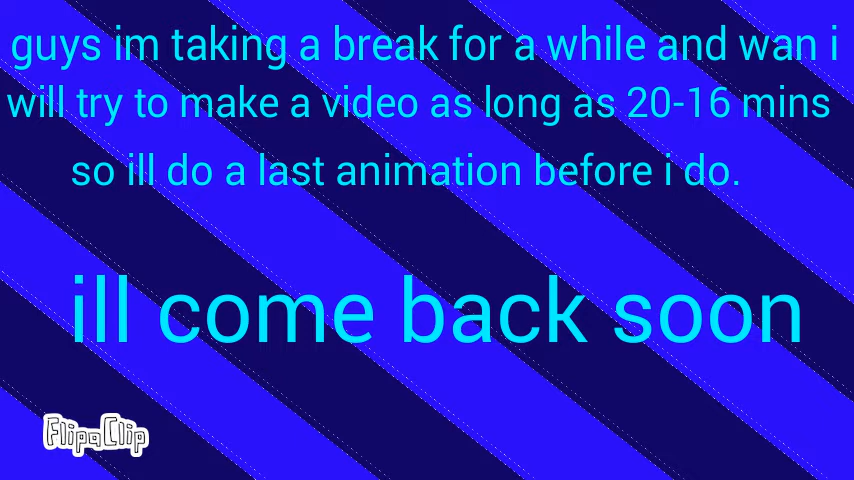 guys im taking a break for a while and wan i
will try to make a video as long as 20-16 mins
so ill do a last animation before i do.
ill come back soon
FlipaClip